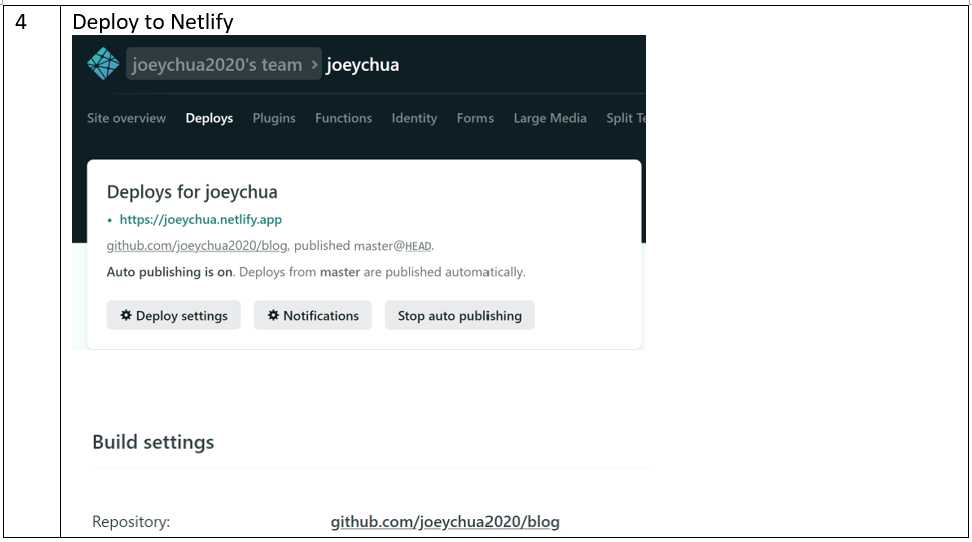 4 Deploy to Netlify
joeychua2020's team > joeychua
Site overview Deploys Plugins Functions Identity Forms Large Media Split Te
Deploys for joeychua
• https://joeychua.netlify.app
github.com/joeychua2020/blog, published master@HEAD.
Auto publishing is on. Deploys from master are published automatically.
Deploy settings Notifications Stop auto publishing
Build settings
Repository: github.com/joeychua2020/blog